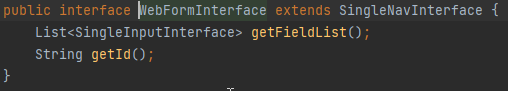 public interface WebFormInterface extends SingleNavInterface {
    List<SingleInputInterface> getFieldList();
    String getId();
}